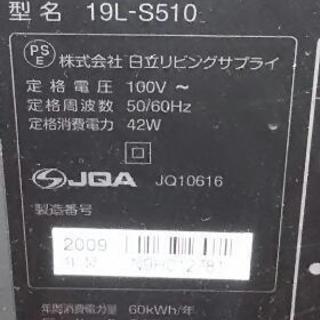 型名 19L-S510
PS E 株式会社 日立リビングサプライ
定格電圧 100V ～
定格周波数 50/60Hz
定格消費電力 42W
JQA JQ10616
製造番号
2009
年間消費電力量 60kWh/年